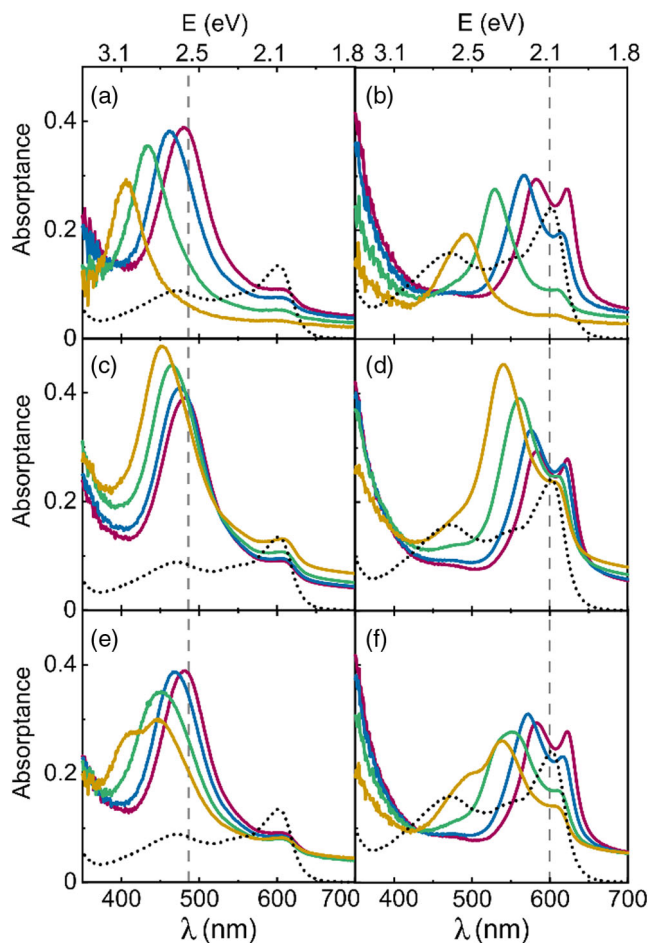 E (eV) E (eV)
3.1 2.5 2.1 1.8 3.1 2.5 2.1 1.8
(a) (b)
0.4
Absorptance
0.2
0
(c) (d)
0.4
Absorptance
0.2
0
(e) (f)
0.4
Absorptance
0.2
0
400 500 600 400 500 600 700
λ (nm) λ (nm)